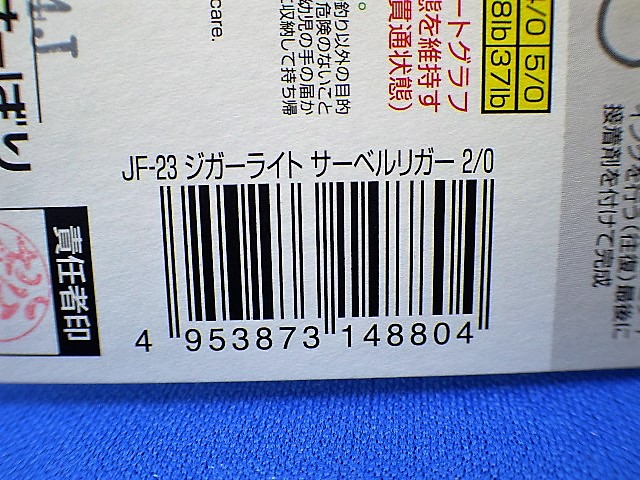 JF-23 ジガーライト サーベルリガー 2/0
4 953873 148804
責任者印
care.
釣り以外の目的
危険のないこと
幼児の手の届か
に収納して持ち帰
ートグラフ
態を維持す
貫通状態)
4/0 5/0
8lb 37lb
接着剤を付けて完成